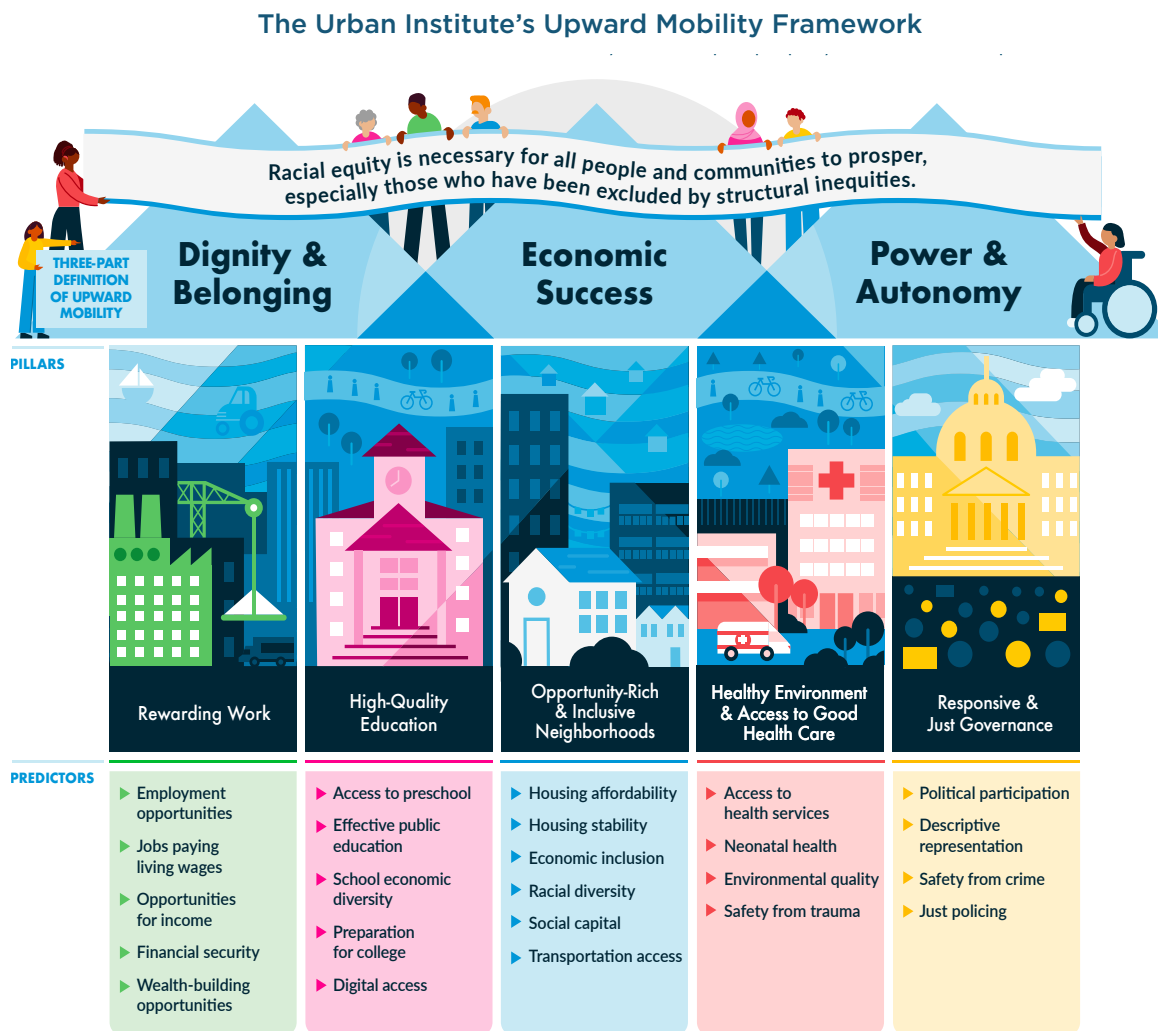 The Urban Institute’s Upward Mobility Framework
Racial equity is necessary for all people and communities to prosper,
especially those who have been excluded by structural inequities.
THREE-PART
DEFINITION
OF UPWARD
MOBILITY
Dignity &
Belonging
Economic
Success
Power &
Autonomy
PILLARS
Rewarding Work
High-Quality
Education
Opportunity-Rich
& Inclusive
Neighborhoods
Healthy Environment
& Access to Good
Health Care
Responsive &
Just Governance
PREDICTORS
Employment
opportunities
Jobs paying
living wages
Opportunities
for income
Financial security
Wealth-building
opportunities
Access to preschool
Effective public
education
School economic
diversity
Preparation
for college
Digital access
Housing affordability
Housing stability
Economic inclusion
Racial diversity
Social capital
Transportation access
Access to
health services
Neonatal health
Environmental quality
Safety from trauma
Political participation
Descriptive
representation
Safety from crime
Just policing